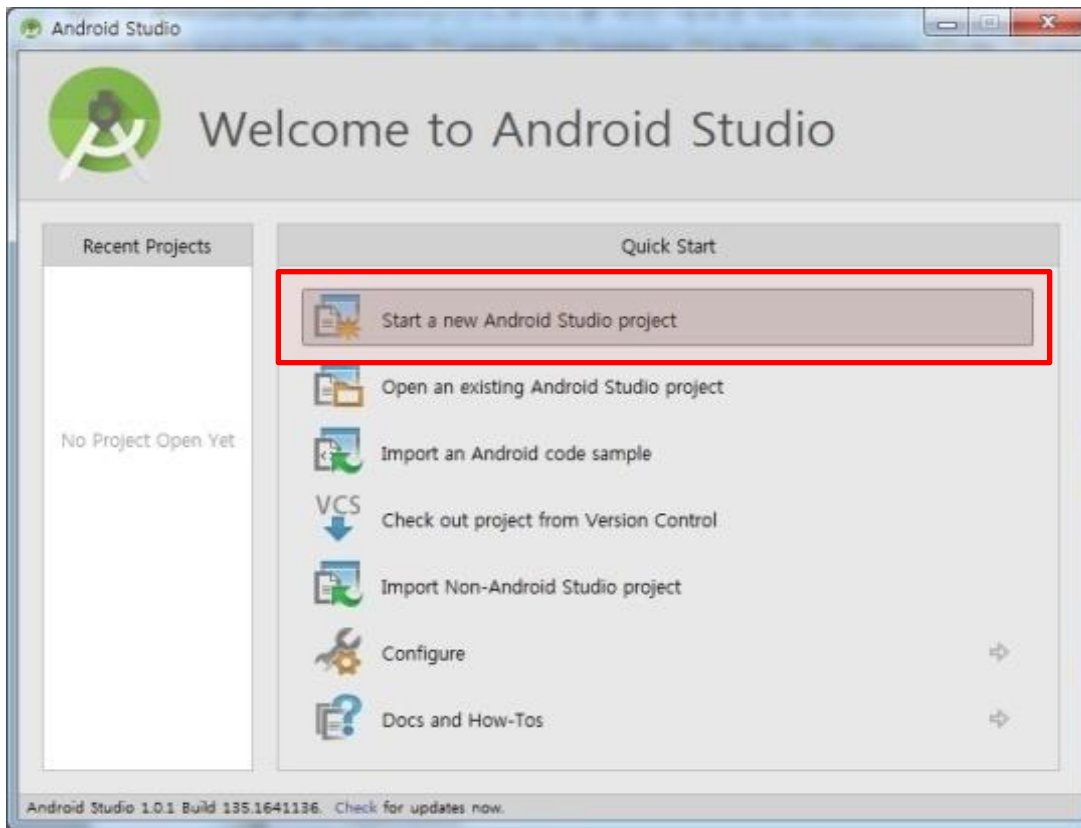 Android Studio
Welcome to Android Studio
Recent Projects
Quick Start
Start a new Android Studio project
Open an existing Android Studio project
No Project Open Yet
Import an Android code sample
VCS
Check out project from Version Control
Import Non-Android Studio project
Configure
Docs and How-Tos
Android Studio 1.0.1 Build 135.1641136. Check for updates now.